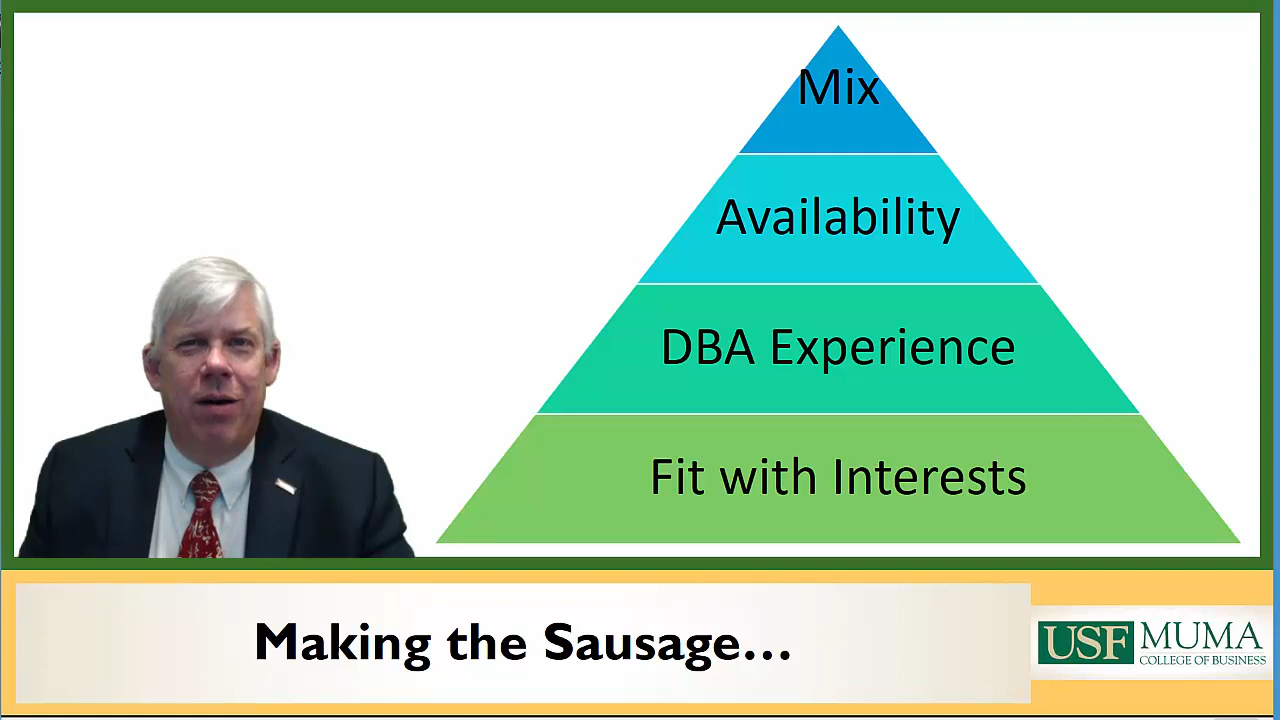 Mix
Availability
DBA Experience
Fit with Interests
Making the Sausage…
USF MUMA
COLLEGE OF BUSINESS